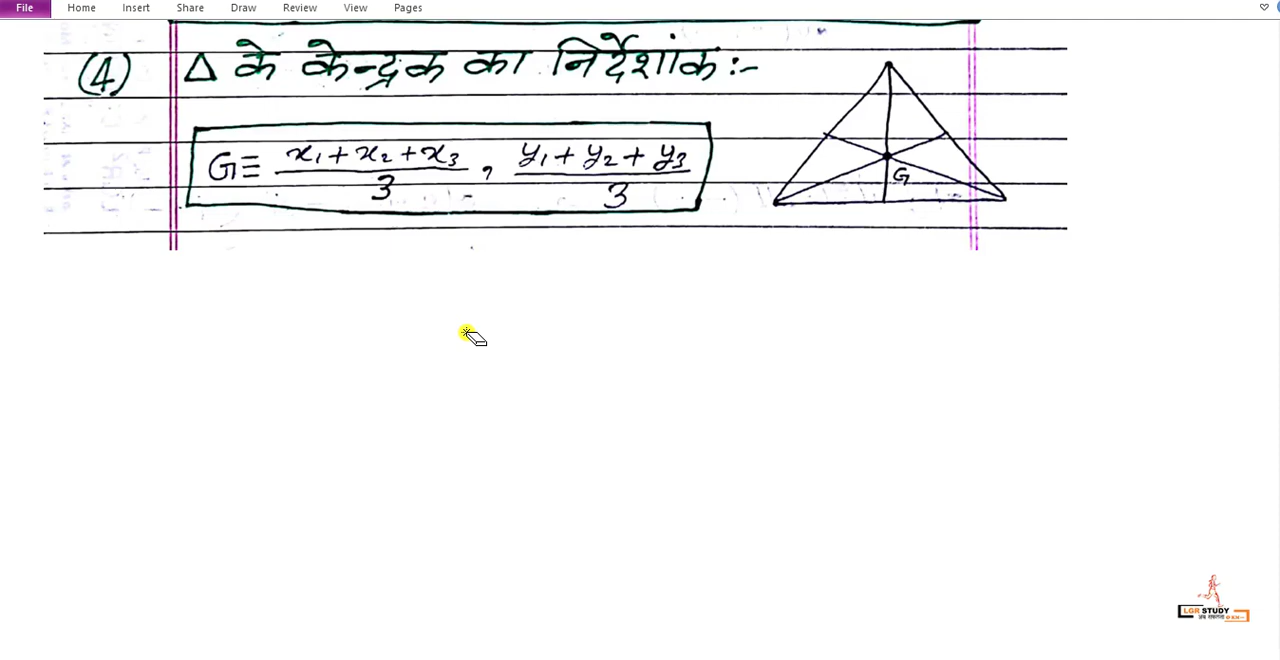 File Home Insert Share Draw Review View Pages
(4) Δ के केन्द्रक का निर्देशांक :-
G ≡ x₁ + x₂ + x₃ / 3 , y₁ + y₂ + y₃ / 3
G
LGR STUDY